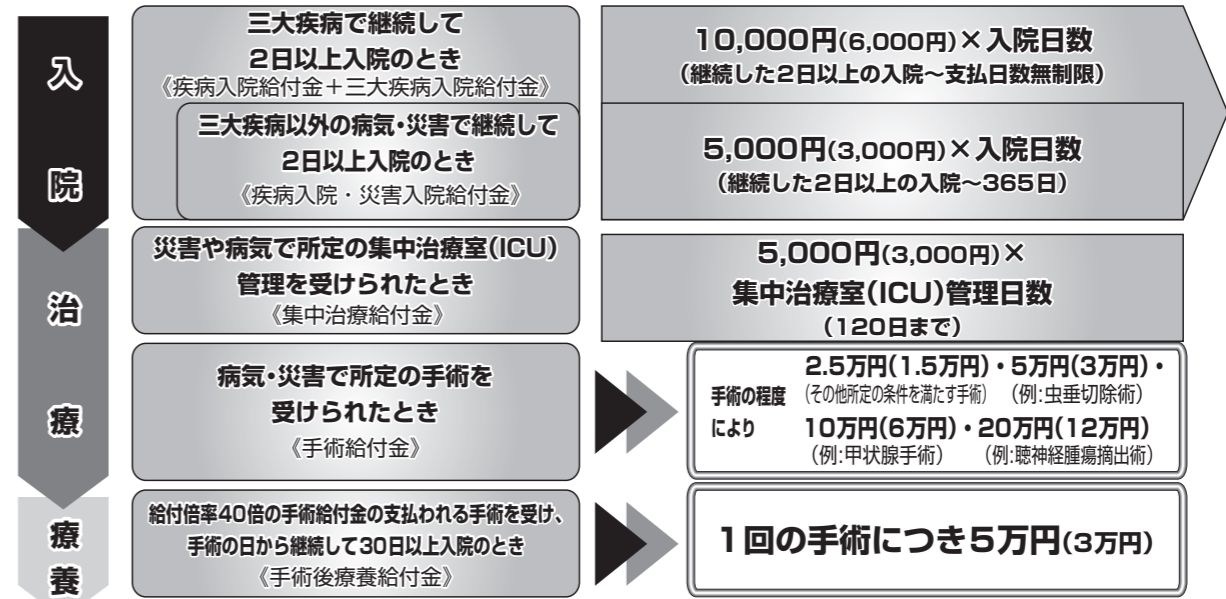 入院
三大疾病で継続して
2日以上入院のとき
《疾病入院給付金＋三大疾病入院給付金》
10,000円(6,000円)×入院日数
(継続した2日以上の入院～支払日数無制限)
三大疾病以外の病気・災害で継続して
2日以上入院のとき
《疾病入院・災害入院給付金》
5,000円(3,000円)×入院日数
(継続した2日以上の入院～365日)
治療
災害や病気で所定の集中治療室(ICU)
管理を受けられたとき
《集中治療給付金》
5,000円(3,000円)×
集中治療室(ICU)管理日数
(120日まで)
病気・災害で所定の手術を
受けられたとき
《手術給付金》
手術の程度
により
2.5万円(1.5万円)・5万円(3万円)・
(その他所定の条件を満たす手術) (例:虫垂切除術)
10万円(6万円)・20万円(12万円)
(例:甲状腺手術) (例:聴神経腫瘍摘出術)
療養
給付倍率40倍の手術給付金の支払われる手術を受け、
手術の日から継続して30日以上入院のとき
《手術後療養給付金》
1回の手術につき5万円(3万円)